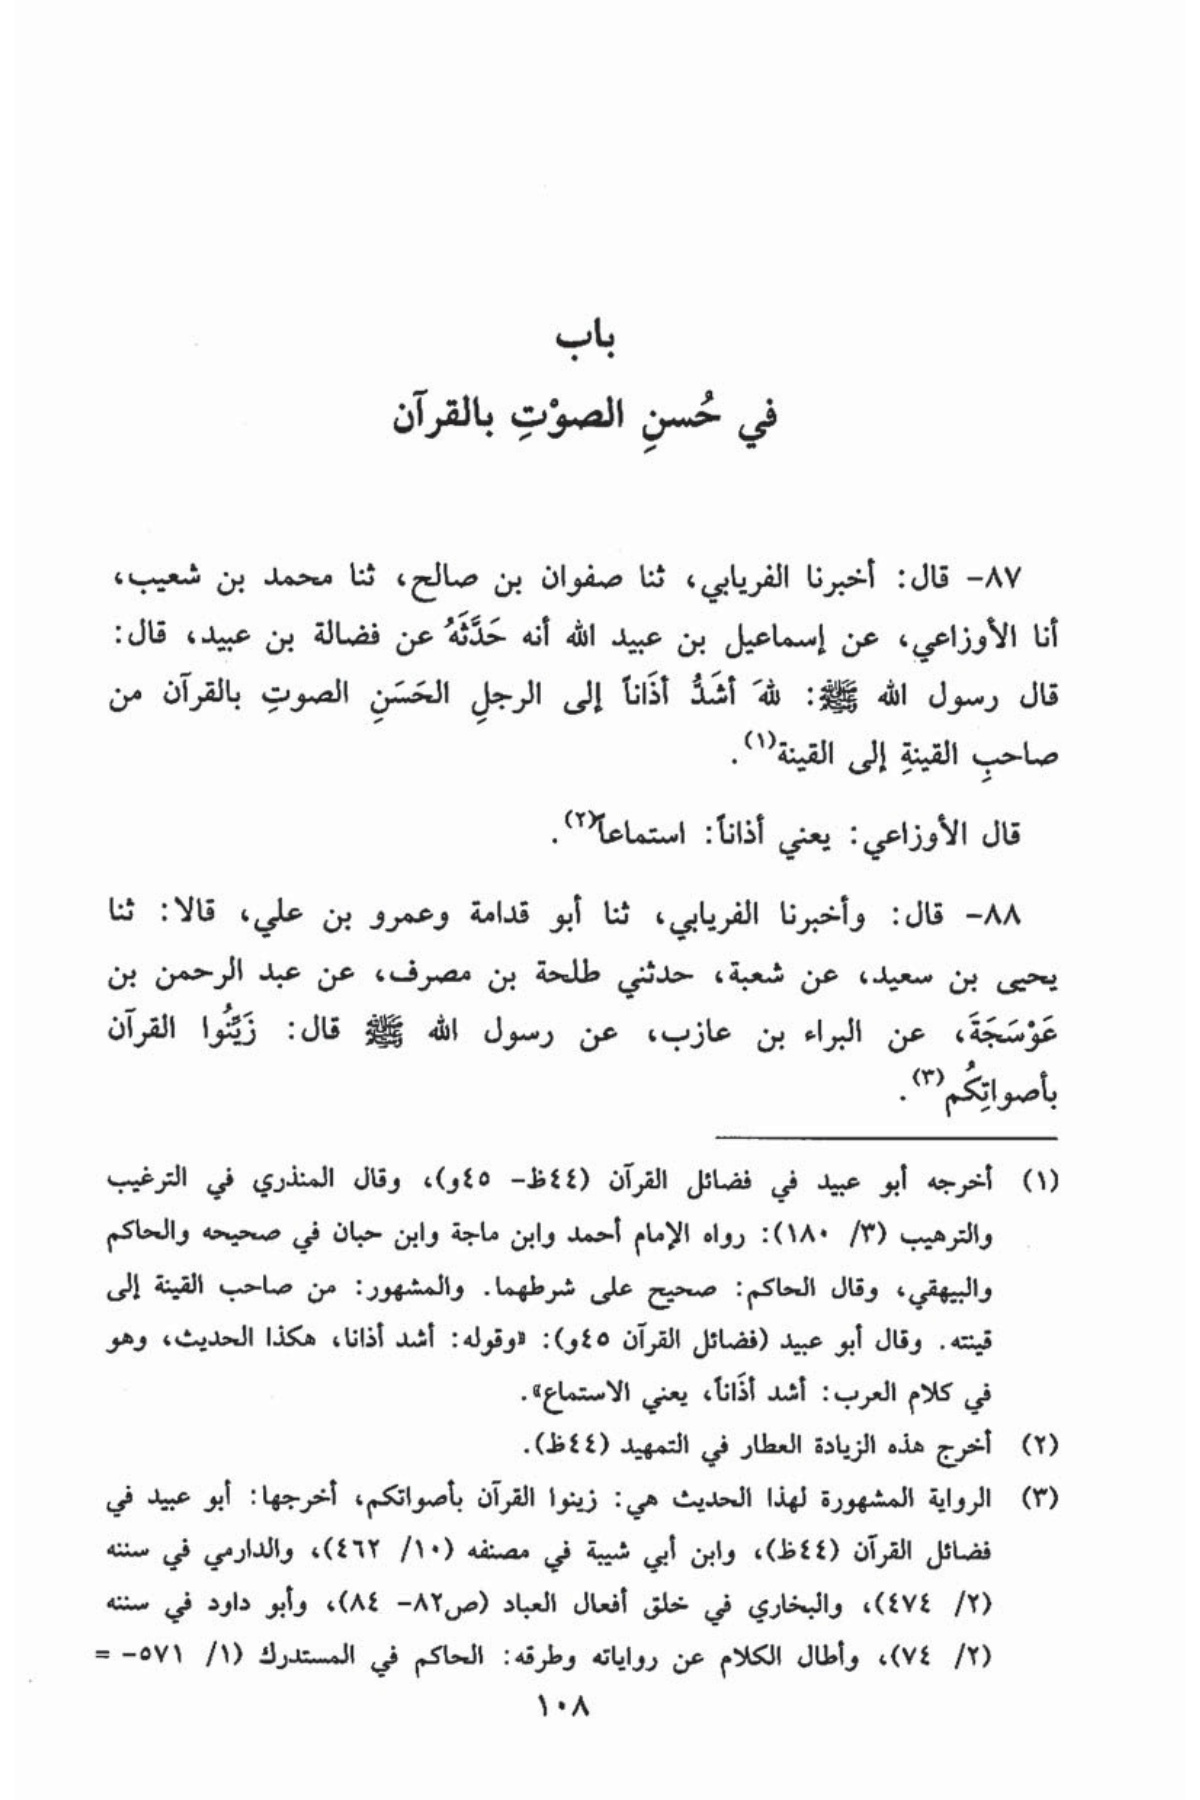 باب
في حُسنِ الصوْتِ بالقرآن
٨٧- قال: أخبرنا الفريابي، ثنا صفوان بن صالح، ثنا محمد بن شعيب،
أنا الأوزاعي، عن إسماعيل بن عبيد الله أنه حَدَّثَهُ عن فضالة بن عبيد، قال:
قال رسول الله ﷺ: للهَ أشَدُّ أذَاناً إلى الرجلِ الحَسَنِ الصوتِ بالقرآن من
صاحبِ القينةِ إلى القينة(١).
قال الأوزاعي: يعني أذاناً: استماعاً(٢).
٨٨- قال: وأخبرنا الفريابي، ثنا أبو قدامة وعمرو بن علي، قالا: ثنا
يحيى بن سعيد، عن شعبة، حدثني طلحة بن مصرف، عن عبد الرحمن بن
عَوْسَجَةَ، عن البراء بن عازب، عن رسول الله ﷺ قال: زَيِّنُوا القرآن
بأصواتِكُم(٣).
(١) أخرجه أبو عبيد في فضائل القرآن (٤٤ظ- ٤٥و)، وقال المنذري في الترغيب
والترهيب (٣/ ١٨٠): رواه الإمام أحمد وابن ماجة وابن حبان في صحيحه والحاكم
والبيهقي، وقال الحاكم: صحيح على شرطهما. والمشهور: من صاحب القينة إلى
قينته. وقال أبو عبيد (فضائل القرآن ٤٥و): «وقوله: أشد أذانا، هكذا الحديث، وهو
في كلام العرب: أشد أذَاناً، يعني الاستماع».
(٢) أخرج هذه الزيادة العطار في التمهيد (٤٤ظ).
(٣) الرواية المشهورة لهذا الحديث هي: زينوا القرآن بأصواتكم، أخرجها: أبو عبيد في
فضائل القرآن (٤٤ظ)، وابن أبي شيبة في مصنفه (١٠/ ٤٦٢)، والدارمي في سننه
(٢/ ٤٧٤)، والبخاري في خلق أفعال العباد (ص٨٢- ٨٤)، وأبو داود في سننه
(٢/ ٧٤)، وأطال الكلام عن رواياته وطرقه: الحاكم في المستدرك (١/ ٥٧١- =
١٠٨